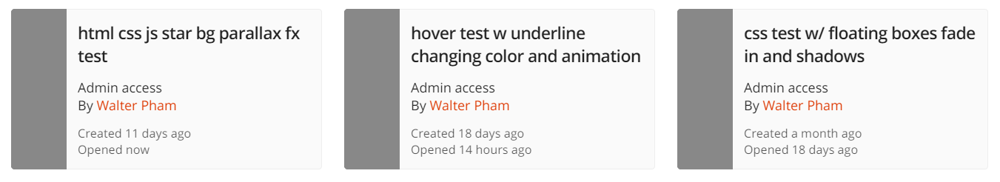 html css js star bg parallax fx
test
Admin access
By Walter Pham
Created 11 days ago
Opened now
hover test w underline
changing color and animation
Admin access
By Walter Pham
Created 18 days ago
Opened 14 hours ago
css test w/ floating boxes fade
in and shadows
Admin access
By Walter Pham
Created a month ago
Opened 18 days ago